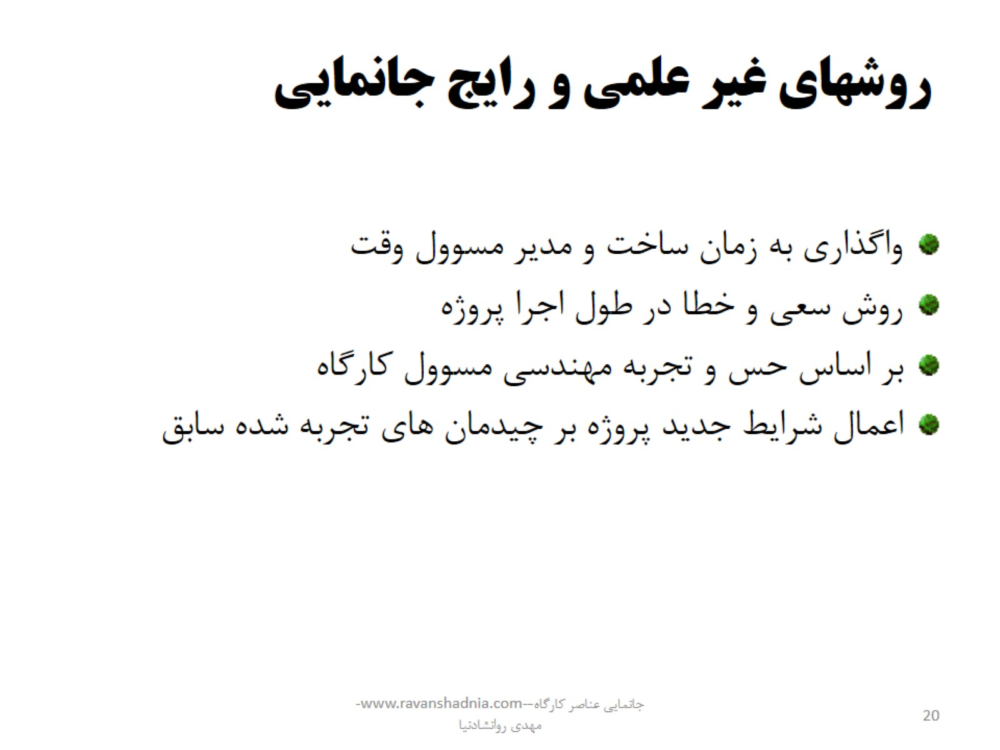 روشهای غیر علمی و رایج جانمایی
واگذاری به زمان ساخت و مدیر مسوول وقت
روش سعی و خطا در طول اجرا پروژه
بر اساس حس و تجربه مهندسی مسوول کارگاه
اعمال شرایط جدید پروژه بر چیدمان های تجربه شده سابق
جانمایی عناصر کارگاه--www.ravanshadnia.com-
مهدی روانشادنیا
20